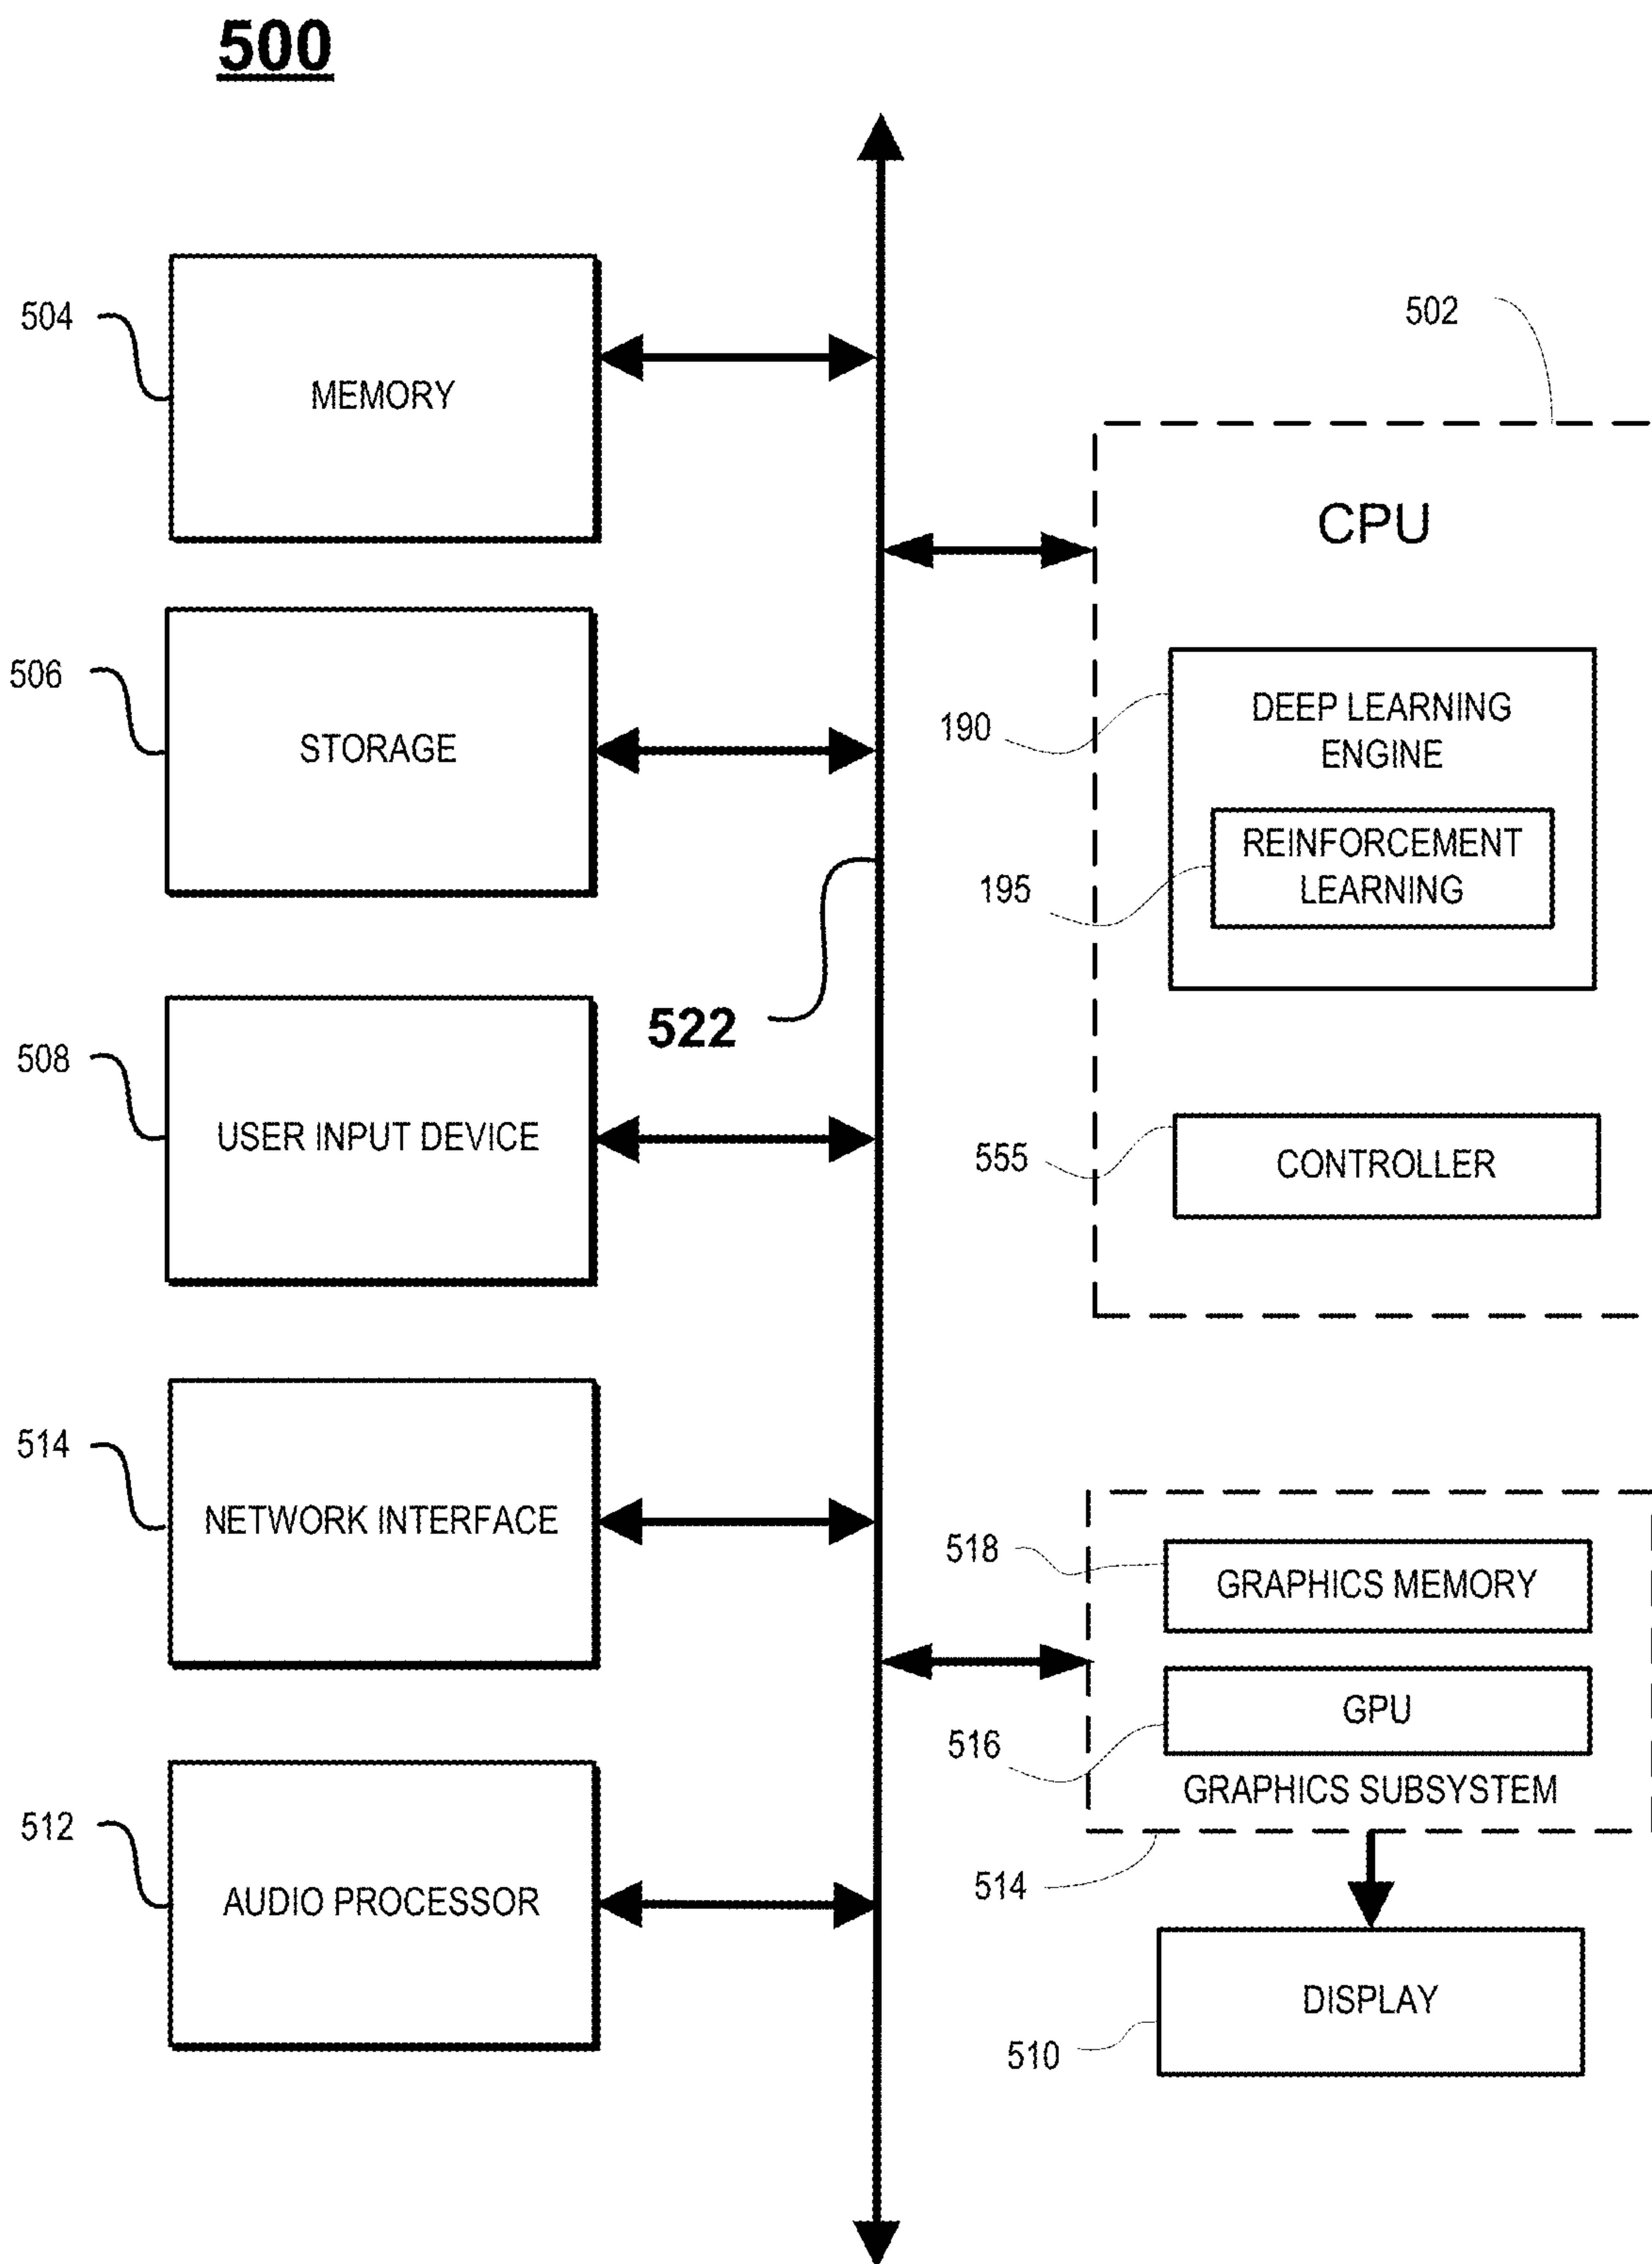 500
504
MEMORY
506
STORAGE
522
508
USER INPUT DEVICE
514
NETWORK INTERFACE
512
AUDIO PROCESSOR
502
CPU
190
DEEP LEARNING
ENGINE
195
REINFORCEMENT
LEARNING
555
CONTROLLER
518
GRAPHICS MEMORY
516
GPU
GRAPHICS SUBSYSTEM
514
DISPLAY
510